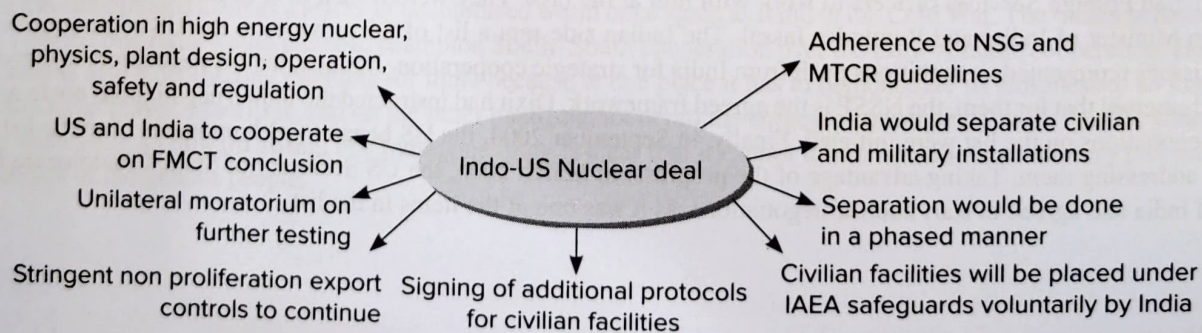 Cooperation in high energy nuclear,
physics, plant design, operation,
safety and regulation
US and India to cooperate
on FMCT conclusion
Unilateral moratorium on
further testing
Stringent non proliferation export
controls to continue
Indo-US Nuclear deal
Signing of additional protocols
for civilian facilities
Adherence to NSG and
MTCR guidelines
India would separate civilian
and military installations
Separation would be done
in a phased manner
Civilian facilities will be placed under
IAEA safeguards voluntarily by India